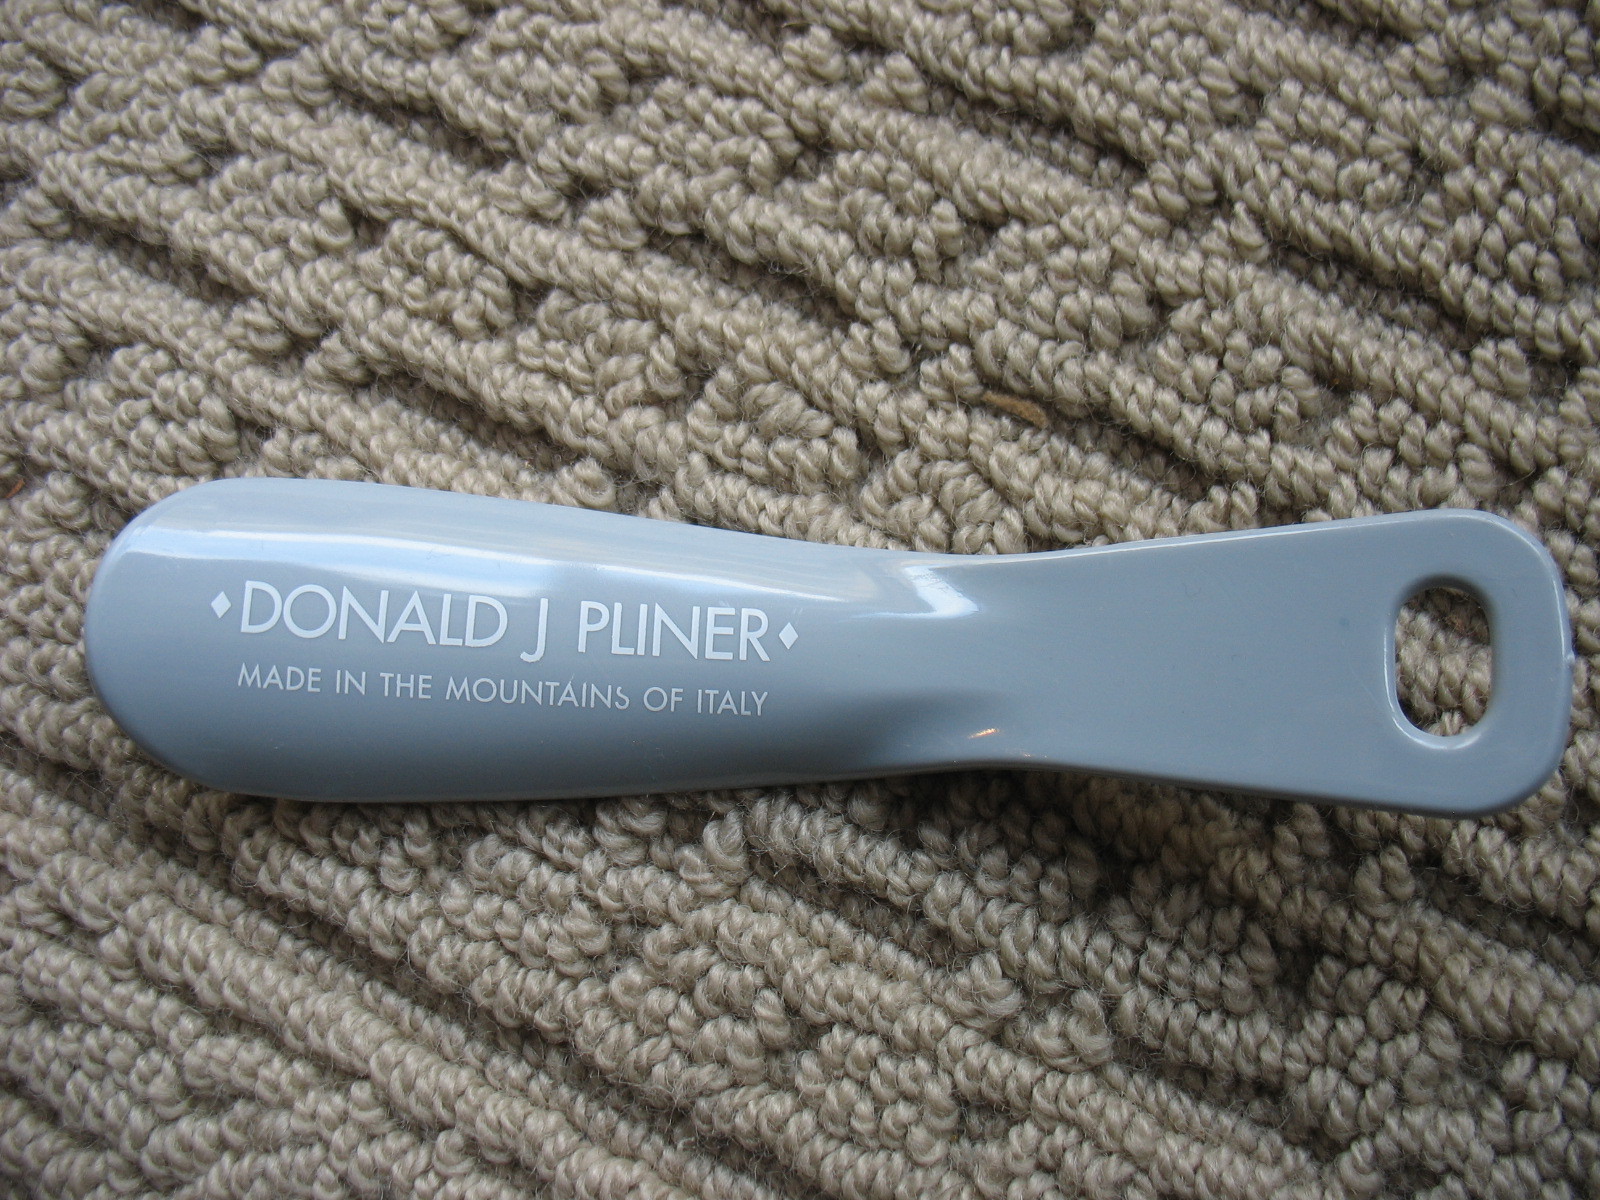 ♦DONALD J PLINER♦
MADE IN THE MOUNTAINS OF ITALY